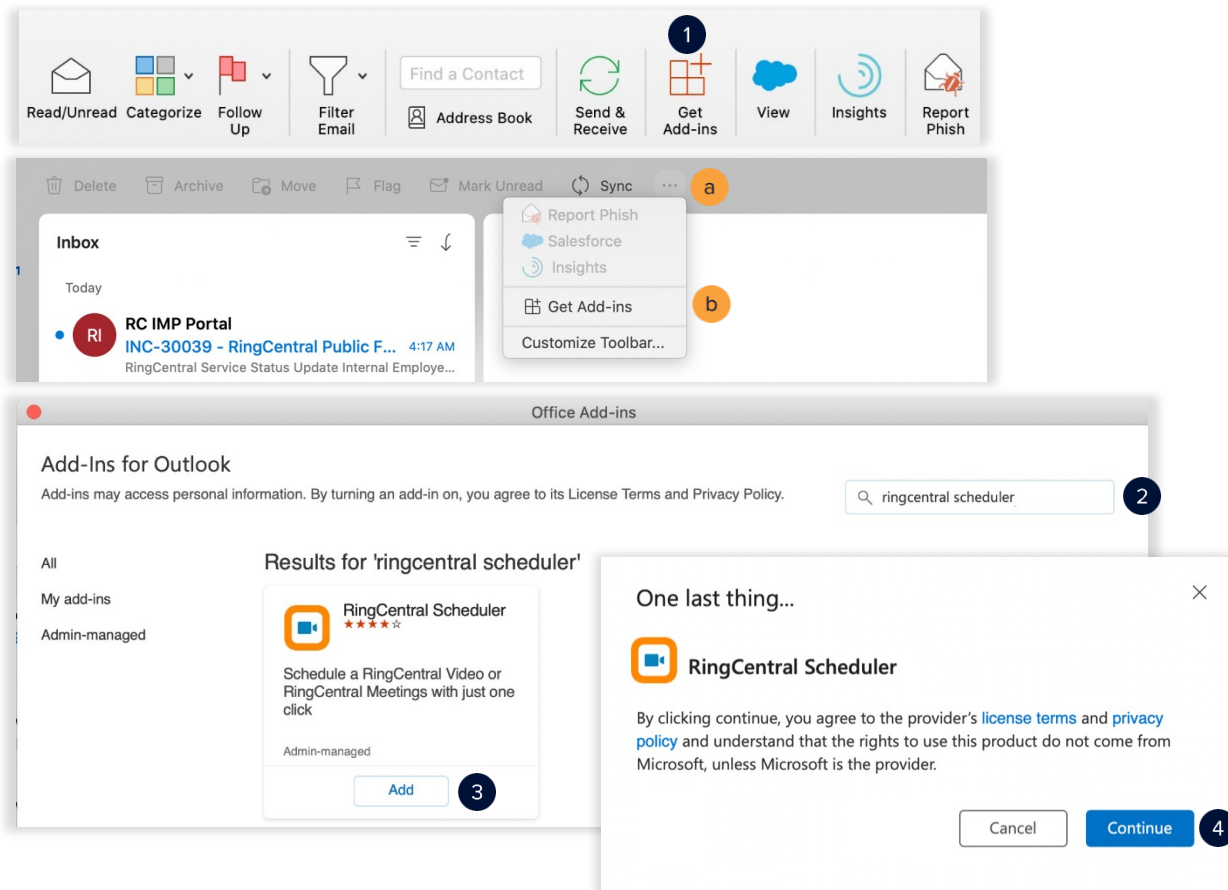 1
Find a Contact
Read/Unread Categorize Follow Up Filter Email Address Book Send & Receive Get Add-ins View Insights Report Phish
Delete Archive Move Flag Mark Unread Sync ... a
Report Phish
Inbox
Salesforce
1
Insights
Today
Get Add-ins b
RC IMP Portal
RI
INC-30039 - RingCentral Public F... 4:17 AM
Customize Toolbar...
RingCentral Service Status Update Internal Employe...
Office Add-ins
Add-Ins for Outlook
Add-ins may access personal information. By turning an add-in on, you agree to its License Terms and Privacy Policy.
ringcentral scheduler 2
All
My add-ins
Admin-managed
Results for 'ringcentral scheduler'
RingCentral Scheduler
Schedule a RingCentral Video or
RingCentral Meetings with just one
click
Admin-managed
Add 3
One last thing...
RingCentral Scheduler
By clicking continue, you agree to the provider's license terms and privacy
policy and understand that the rights to use this product do not come from
Microsoft, unless Microsoft is the provider.
Cancel Continue 4